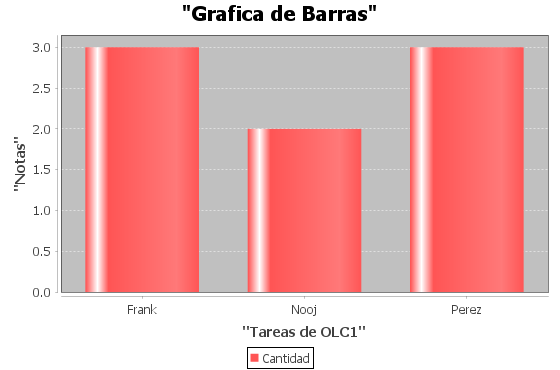 "Grafica de Barras"
"Notas"
3.0
2.5
2.0
1.5
1.0
0.5
0.0
Frank Nooj Perez
"Tareas de OLC1"
Cantidad